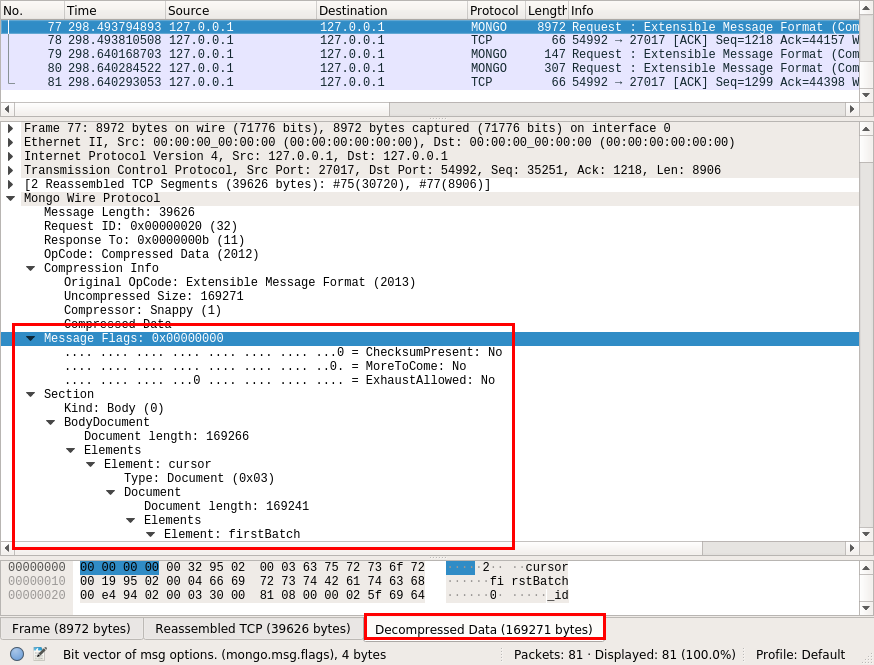 No. Time Source Destination Protocol Length Info
77 298.493794893 127.0.0.1 127.0.0.1 MONGO 8972 Request : Extensible Message Format (Com
78 298.493810508 127.0.0.1 127.0.0.1 TCP 66 54992 → 27017 [ACK] Seq=1218 Ack=44157 W
79 298.640168703 127.0.0.1 127.0.0.1 MONGO 147 Request : Extensible Message Format (Com
80 298.640284522 127.0.0.1 127.0.0.1 MONGO 307 Request : Extensible Message Format (Com
81 298.640293053 127.0.0.1 127.0.0.1 TCP 66 54992 → 27017 [ACK] Seq=1299 Ack=44398 W
Frame 77: 8972 bytes on wire (71776 bits), 8972 bytes captured (71776 bits) on interface 0
Ethernet II, Src: 00:00:00_00:00:00 (00:00:00:00:00:00), Dst: 00:00:00_00:00:00 (00:00:00:00:00:00)
Internet Protocol Version 4, Src: 127.0.0.1, Dst: 127.0.0.1
Transmission Control Protocol, Src Port: 27017, Dst Port: 54992, Seq: 35251, Ack: 1218, Len: 8906
[2 Reassembled TCP Segments (39626 bytes): #75(30720), #77(8906)]
Mongo Wire Protocol
Message Length: 39626
Request ID: 0x00000020 (32)
Response To: 0x0000000b (11)
OpCode: Compressed Data (2012)
Compression Info
Original OpCode: Extensible Message Format (2013)
Uncompressed Size: 169271
Compressor: Snappy (1)
Compressed Data
Message Flags: 0x00000000
.... .... .... .... .... .... .... ...0 = ChecksumPresent: No
.... .... .... .... .... .... .... ..0. = MoreToCome: No
.... .... .... ...0 .... .... .... .... = ExhaustAllowed: No
Section
Kind: Body (0)
BodyDocument
Document length: 169266
Elements
Element: cursor
Type: Document (0x03)
Document
Document length: 169241
Elements
Element: firstBatch
00000000 00 00 00 00 00 32 95 02 00 03 63 75 72 73 6f 72 ·····2·· ··cursor
00000010 00 19 95 02 00 04 66 69 72 73 74 42 61 74 63 68 ······fi rstBatch
00000020 00 e4 94 02 00 03 30 00 81 08 00 00 02 5f 69 64 ······0· ·····_id
Frame (8972 bytes) Reassembled TCP (39626 bytes) Decompressed Data (169271 bytes)
Bit vector of msg options. (mongo.msg.flags), 4 bytes Packets: 81 · Displayed: 81 (100.0%) Profile: Default